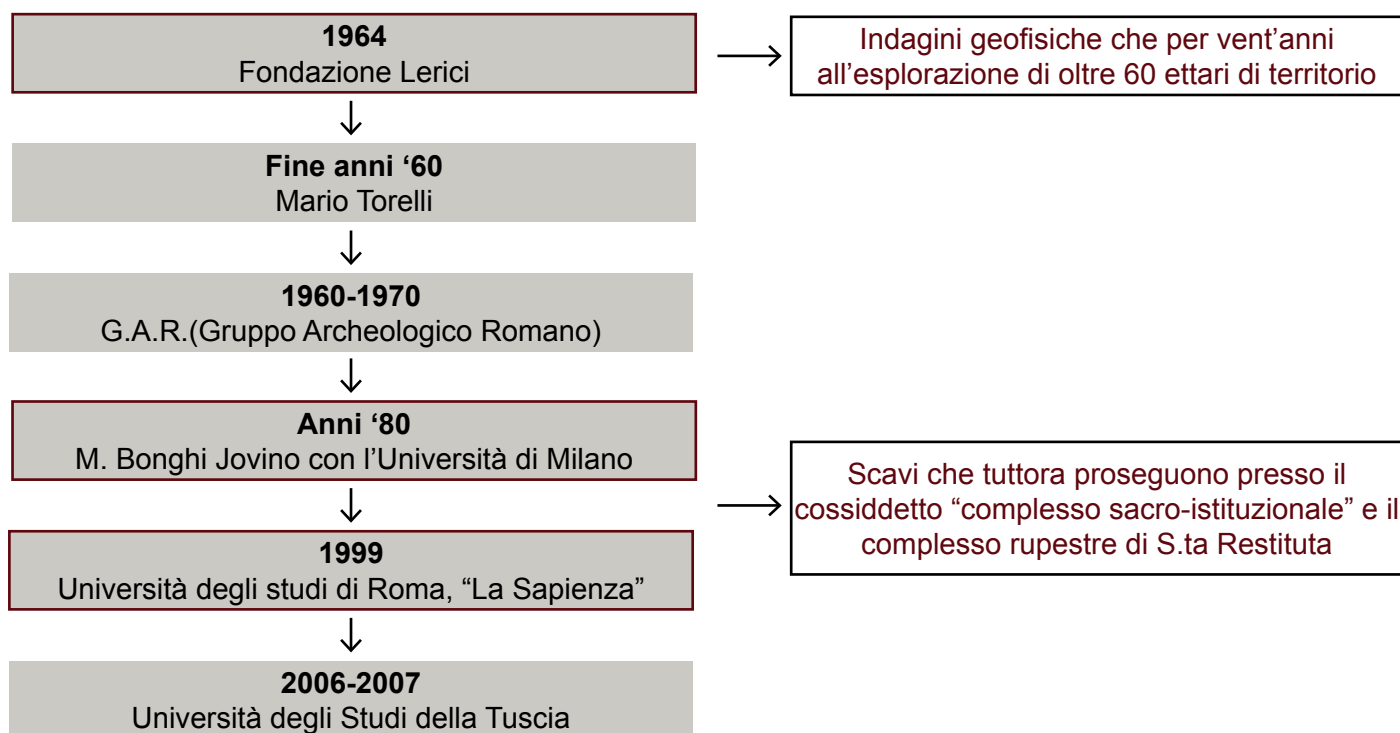 1964
Fondazione Lerici
Indagini geofisiche che per vent’anni
all’esplorazione di oltre 60 ettari di territorio
Fine anni ‘60
Mario Torelli
1960-1970
G.A.R.(Gruppo Archeologico Romano)
Anni ‘80
M. Bonghi Jovino con l’Università di Milano
Scavi che tuttora proseguono presso il
cossiddetto “complesso sacro-istituzionale” e il
complesso rupestre di S.ta Restituta
1999
Università degli studi di Roma, “La Sapienza”
2006-2007
Università degli Studi della Tuscia